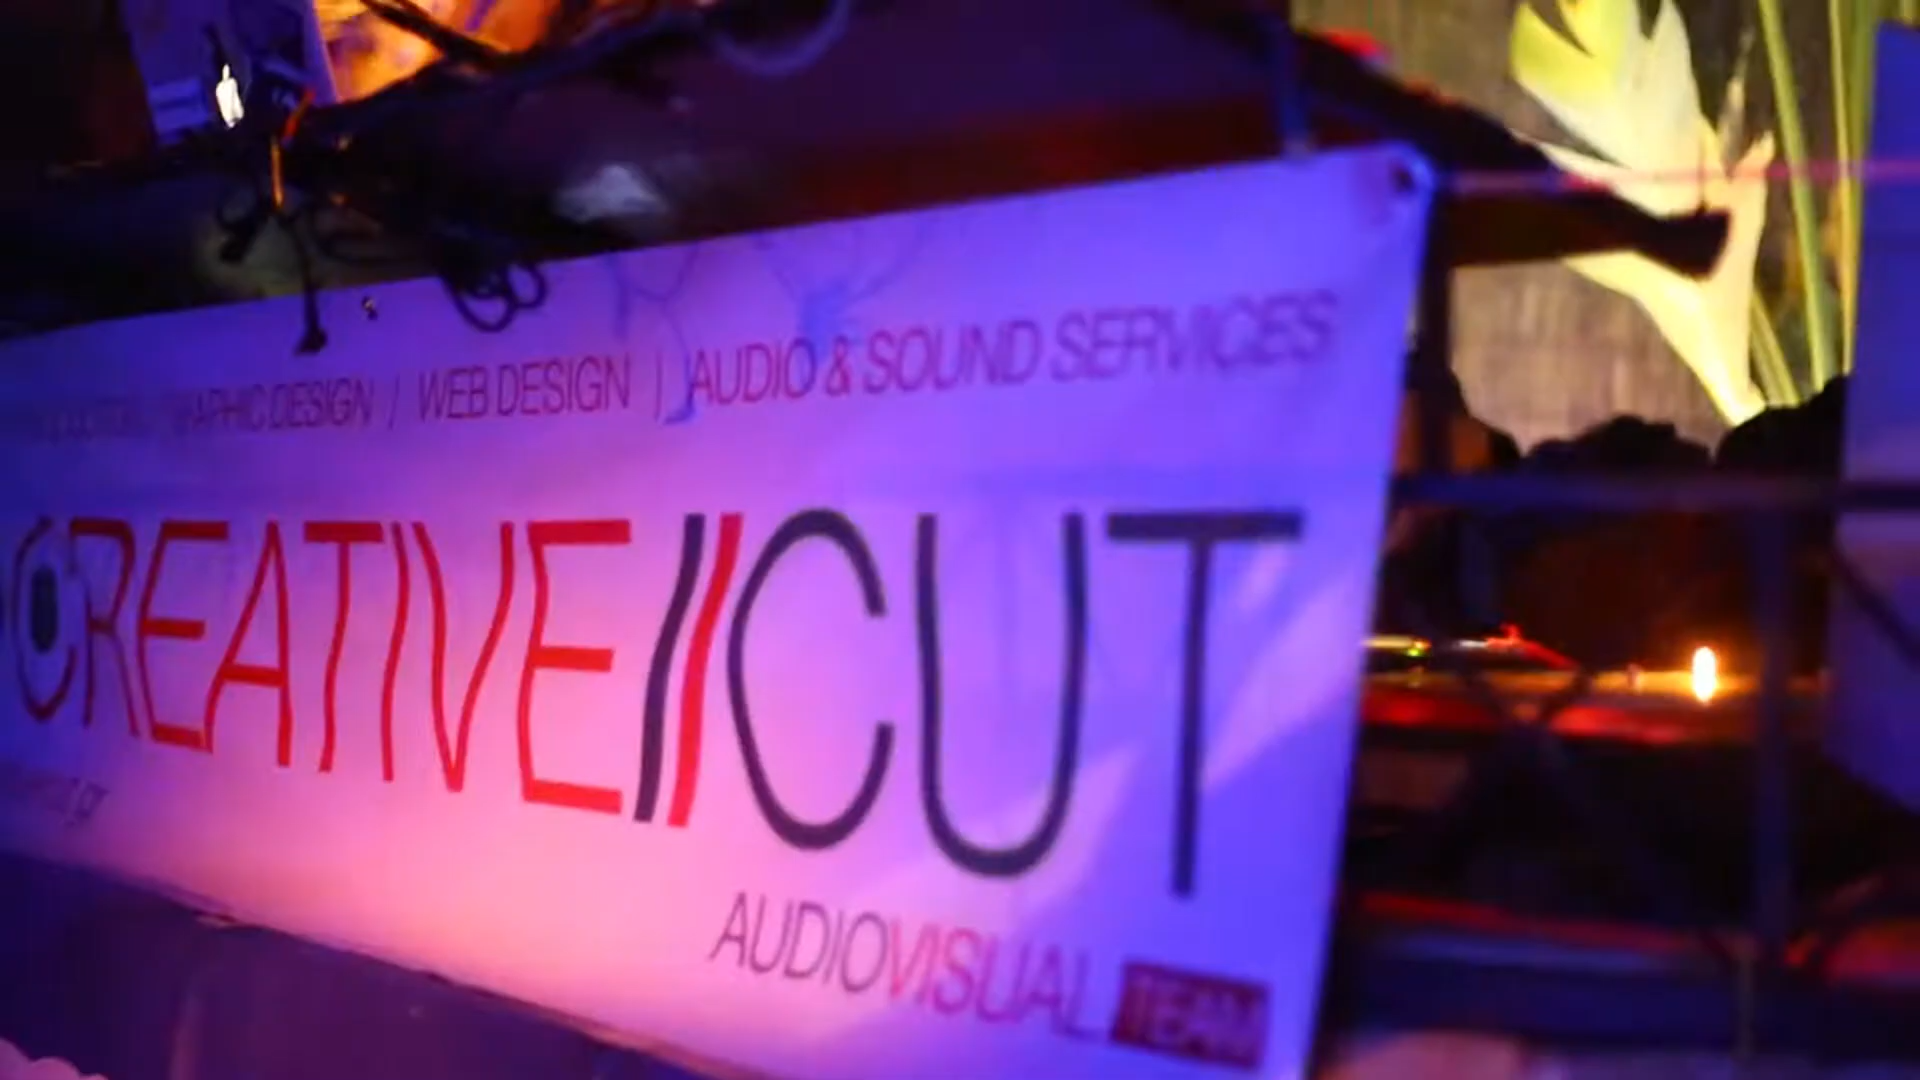 GRAPHIC DESIGN / WEB DESIGN | AUDIO & SOUND SERVICES
CREATIVE//CUT
AUDIOVISUAL TEAM